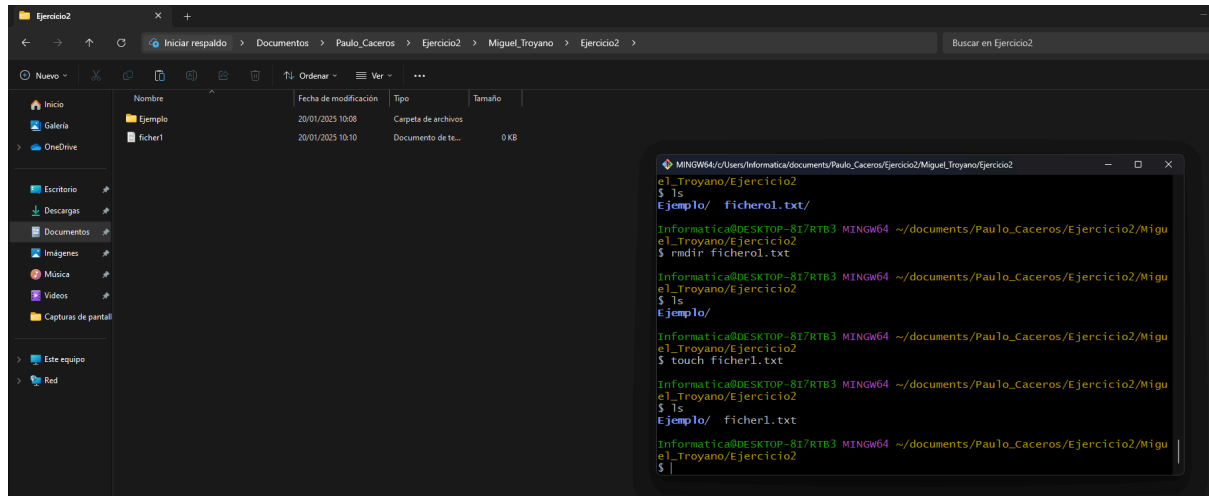 Ejercicio2
Iniciar respaldo > Documentos > Paulo_Caceros > Ejercicio2 > Miguel_Troyano > Ejercicio2 >
Buscar en Ejercicio2
Nuevo
Ordenar
Ver
Inicio
Galería
OneDrive
Escritorio
Descargas
Documentos
Imágenes
Música
Videos
Capturas de pantall
Este equipo
Red
Nombre Fecha de modificación Tipo Tamaño
Ejemplo 20/01/2025 10:08 Carpeta de archivos
ficher1 20/01/2025 10:10 Documento de te... 0 KB
MINGW64:/c/Users/Informatica/documents/Paulo_Caceros/Ejercicio2/Miguel_Troyano/Ejercicio2
el_Troyano/Ejercicio2
$ ls
Ejemplo/ fichero1.txt/
Informatica@DESKTOP-8I7RTB3 MINGW64 ~/documents/Paulo_Caceros/Ejercicio2/Migu
el_Troyano/Ejercicio2
$ rmdir fichero1.txt
Informatica@DESKTOP-8I7RTB3 MINGW64 ~/documents/Paulo_Caceros/Ejercicio2/Migu
el_Troyano/Ejercicio2
$ ls
Ejemplo/
Informatica@DESKTOP-8I7RTB3 MINGW64 ~/documents/Paulo_Caceros/Ejercicio2/Migu
el_Troyano/Ejercicio2
$ touch ficher1.txt
Informatica@DESKTOP-8I7RTB3 MINGW64 ~/documents/Paulo_Caceros/Ejercicio2/Migu
el_Troyano/Ejercicio2
$ ls
Ejemplo/ ficher1.txt
Informatica@DESKTOP-8I7RTB3 MINGW64 ~/documents/Paulo_Caceros/Ejercicio2/Migu
el_Troyano/Ejercicio2
$